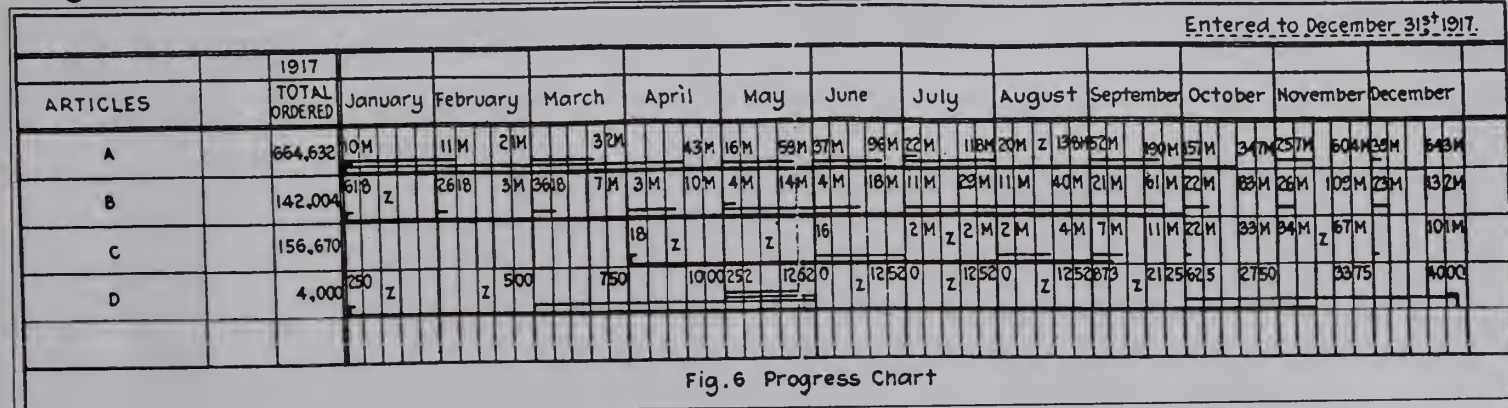 Entered to December 31st 1917.
1917
ARTICLES TOTAL ORDERED January February March April May June July August September October November December
A 664,632 10M 11M 21M 32M 43M 16M 59M 37M 96M 22M 118M 20M Z 138M 52M 190M 157M 347M 257M 604M 39M 643M
B 142,004 618 Z 2618 3M 3618 7M 3M 10M 4M 14M 4M 18M 11M 29M 11M 40M 21M 61M 22M 83M 26M 109M 23M 132M
C 156,670 18 Z Z 16 2M Z 2M 2M 4M 7M 11M 22M 33M 34M Z 67M 101M
D 4,000 250 Z Z 500 750 1000 252 1262 0 Z 1252 0 Z 1252 0 Z 1252 873 Z 2125 625 2750 3375 4000
Fig.6 Progress Chart